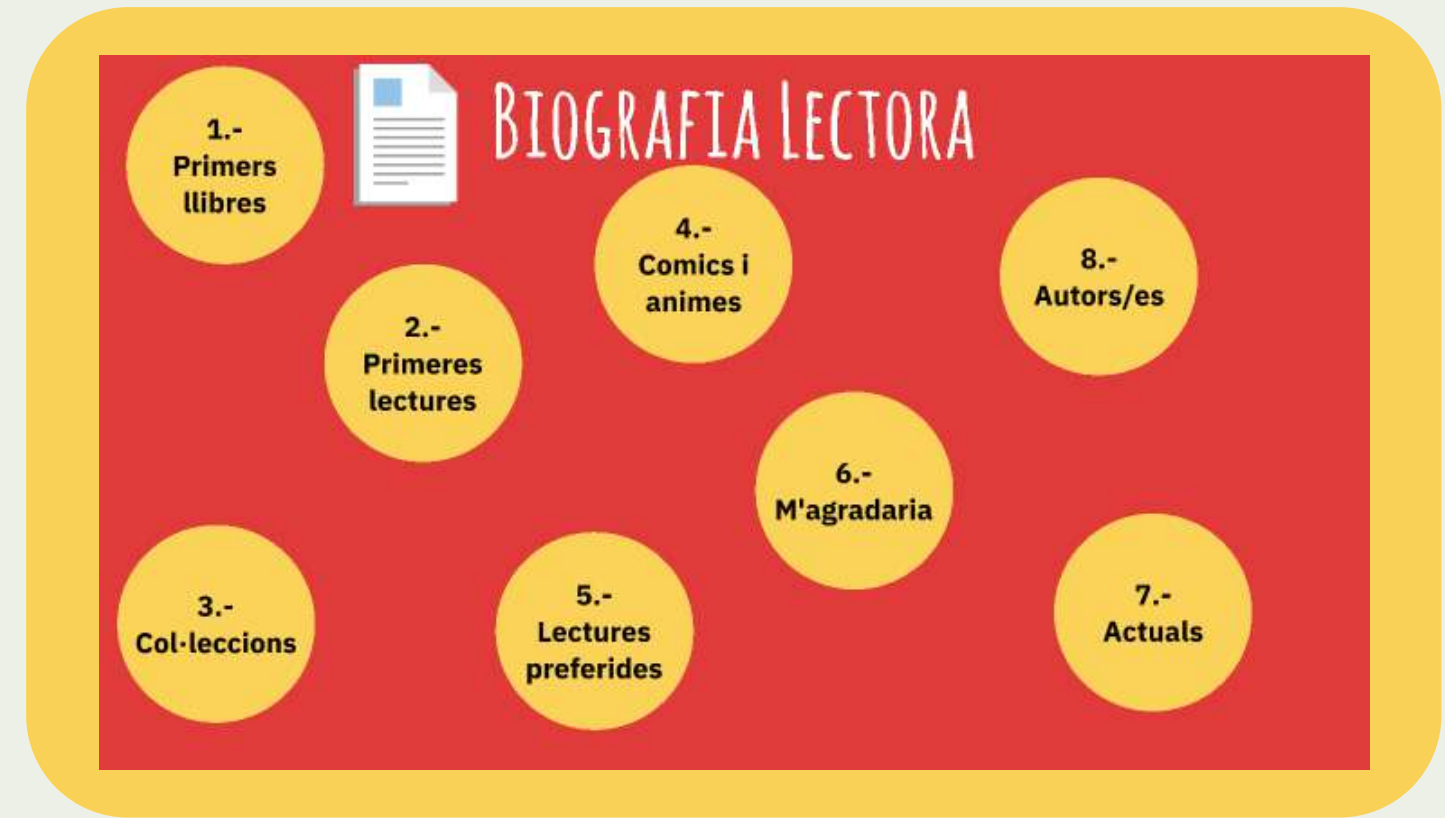 BIOGRAFIA LECTORA
1.-
Primers
llibres
2.-
Primeres
lectures
3.-
Col·leccions
4.-
Comics i
animes
5.-
Lectures
preferides
6.-
M'agradaria
7.-
Actuals
8.-
Autors/es